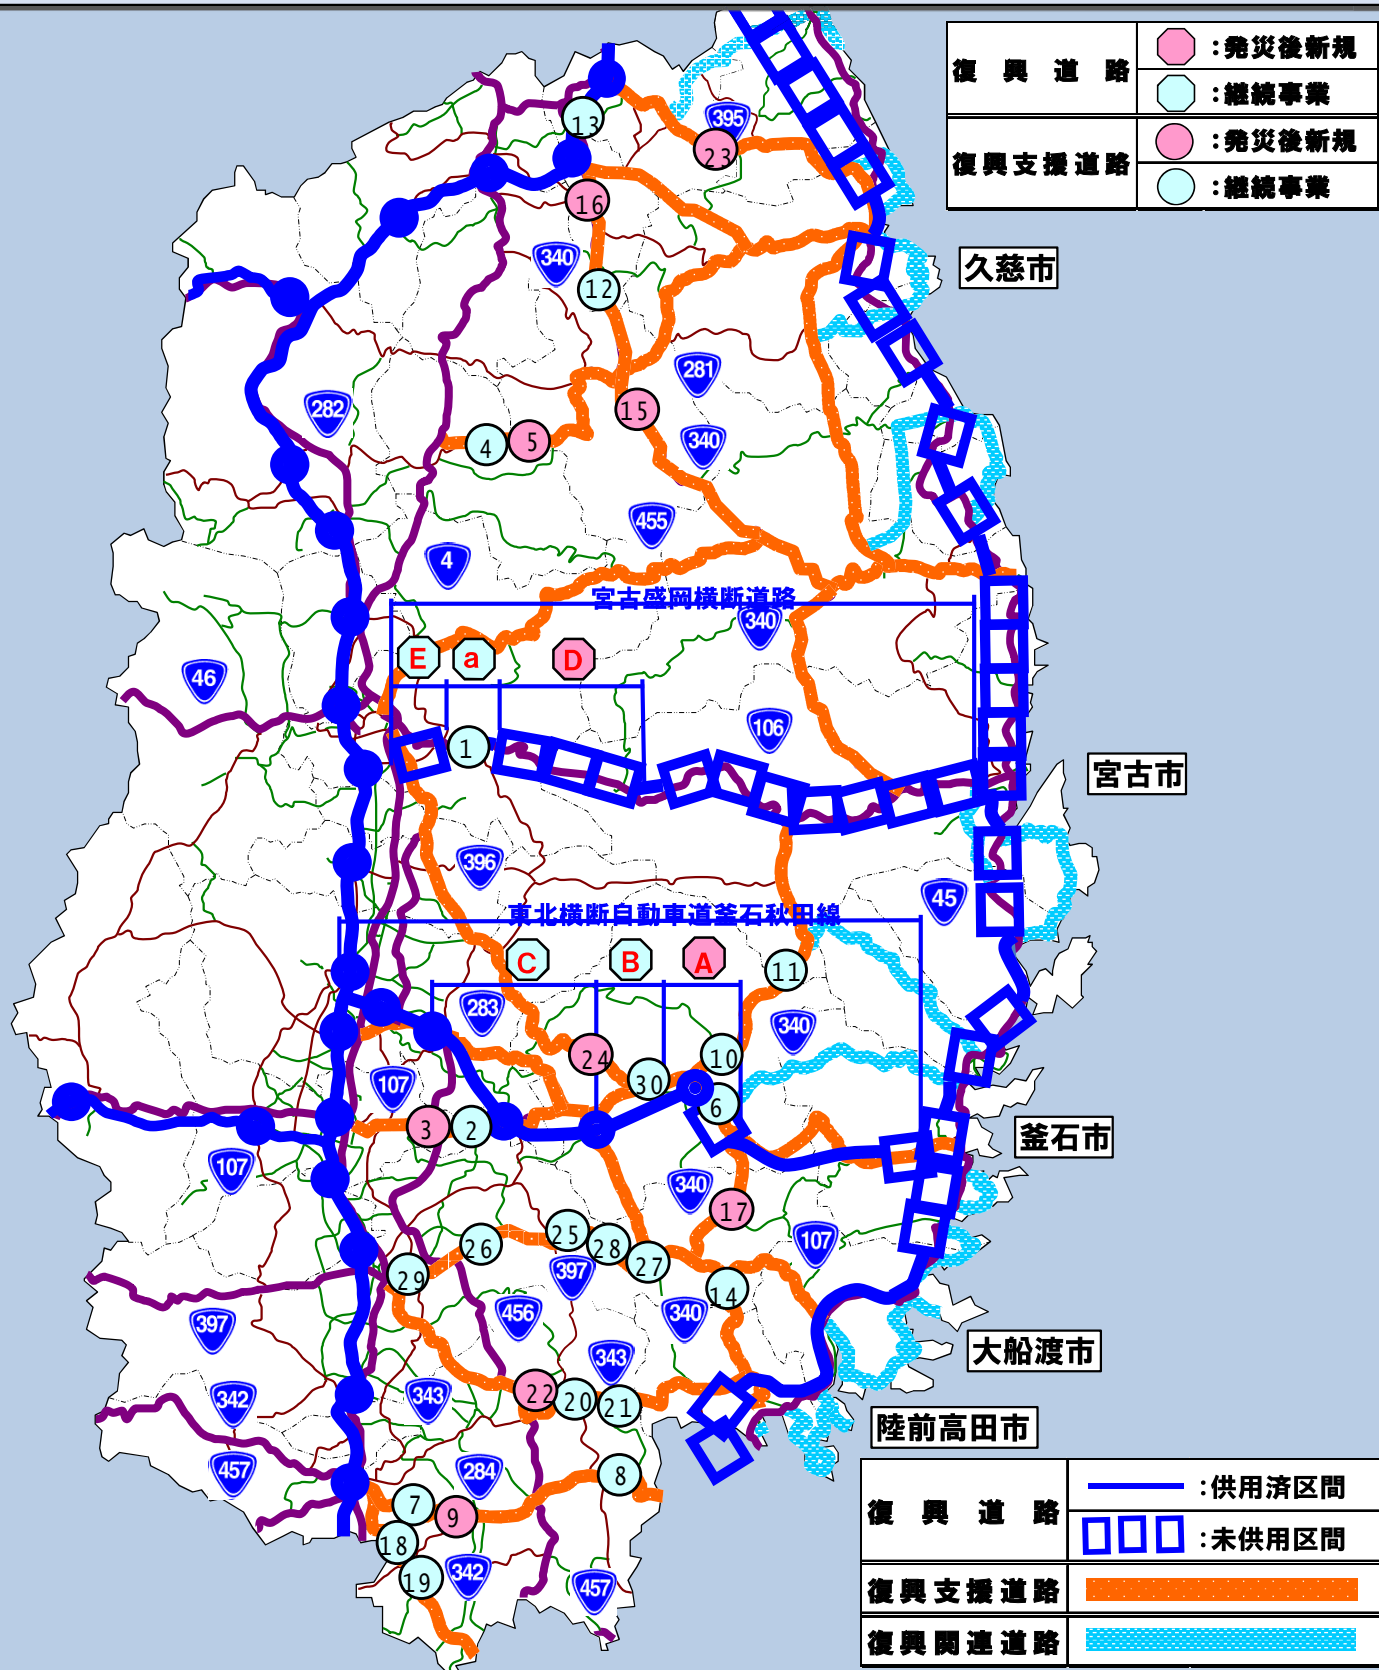 復興道路
：発災後新規
：継続事業
復興支援道路
：発災後新規
：継続事業
13
395
23
16
340
12
久慈市
281
282
15
4
5
340
455
4
宮古盛岡横断道路
340
E
a
D
46
106
1
宮古市
396
45
東北横断自動車道釜石秋田線
C
B
A
11
283
340
24
10
30
107
6
3
2
釜石市
107
340
17
25
26
28
107
27
29
397
14
456
340
397
大船渡市
343
22
20
21
342
343
陸前高田市
457
284
8
復興道路
：供用済区間
：未供用区間
7
9
18
342
19
457
復興支援道路
復興関連道路